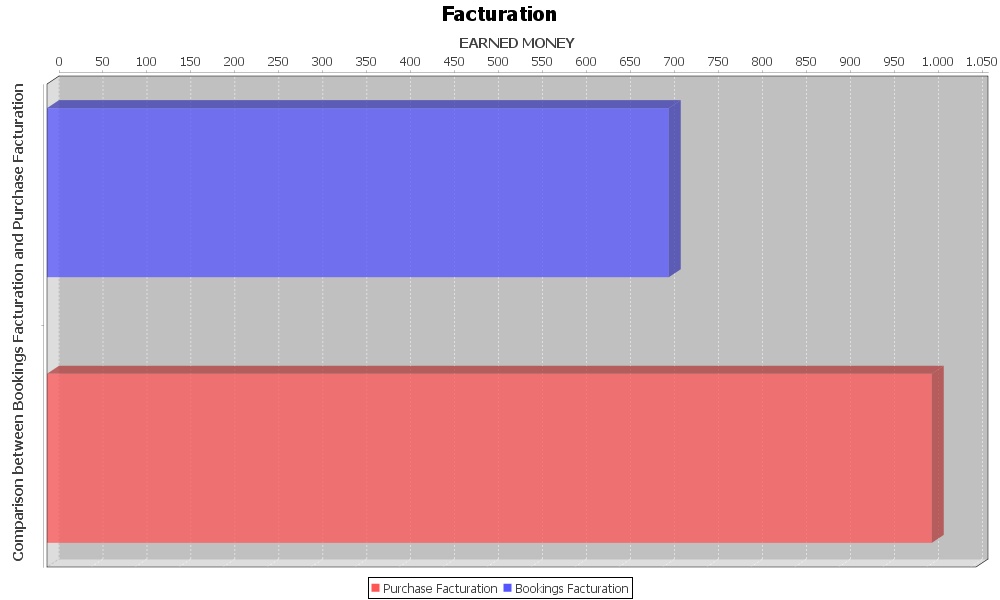 Facturation
EARNED MONEY
0 50 100 150 200 250 300 350 400 450 500 550 600 650 700 750 800 850 900 950 1.000 1.050
Comparison between Bookings Facturation and Purchase Facturation
Purchase Facturation Bookings Facturation